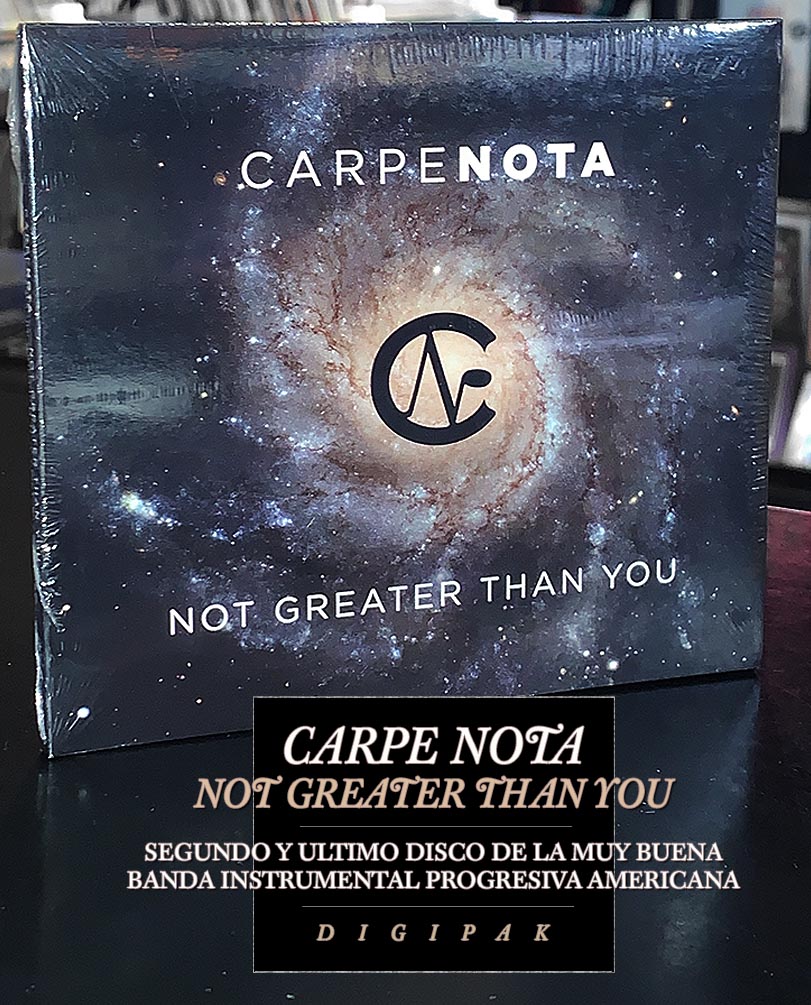 CARPENOTA
NOT GREATER THAN YOU
CARPE NOTA
NOT GREATER THAN YOU
SEGUNDO Y ULTIMO DISCO DE LA MUY BUENA
BANDA INSTRUMENTAL PROGRESIVA AMERICANA
DIGIPAK